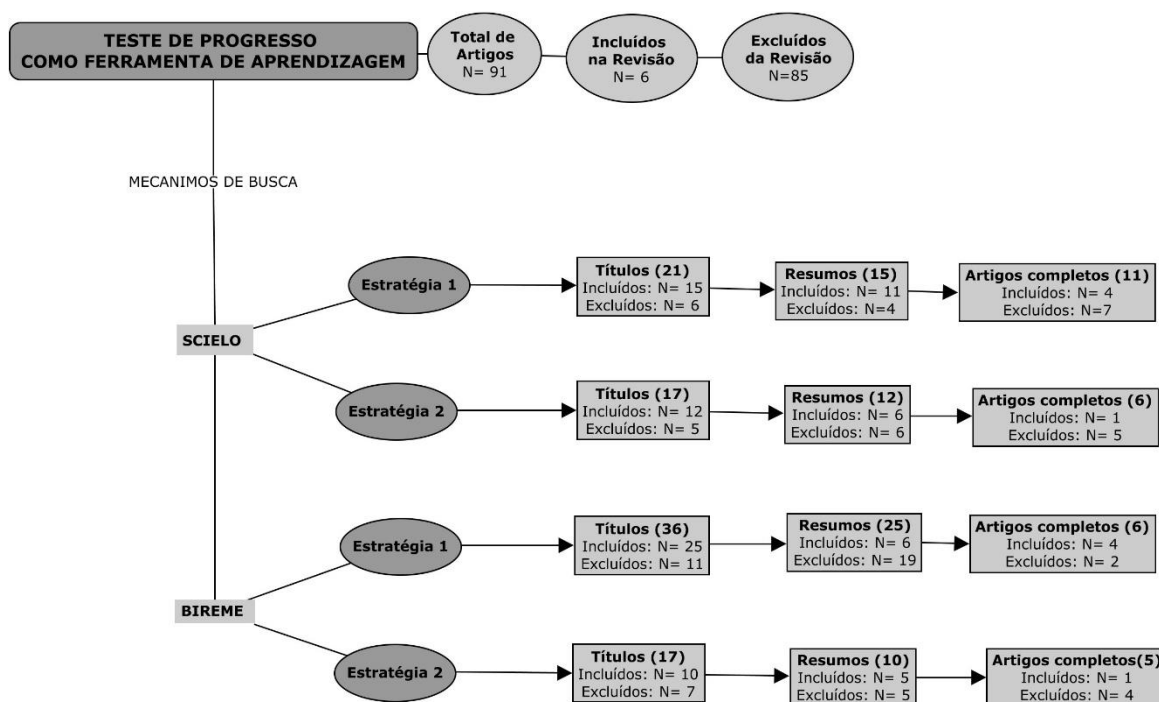 TESTE DE PROGRESSO
COMO FERRAMENTA DE APRENDIZAGEM
Total de
Artigos
N= 91
Incluídos
na Revisão
N= 6
Excluídos
da Revisão
N=85
MECANIMOS DE BUSCA
SCIELO
Estratégia 1
Títulos (21)
Incluídos: N= 15
Excluídos: N= 6
Resumos (15)
Incluídos: N= 11
Excluídos: N=4
Artigos completos (11)
Incluídos: N= 4
Excluídos: N=7
Estratégia 2
Títulos (17)
Incluídos: N= 12
Excluídos: N= 5
Resumos (12)
Incluídos: N= 6
Excluídos: N= 6
Artigos completos (6)
Incluídos: N= 1
Excluídos: N= 5
BIREME
Estratégia 1
Títulos (36)
Incluídos: N= 25
Excluídos: N= 11
Resumos (25)
Incluídos: N= 6
Excluídos: N= 19
Artigos completos (6)
Incluídos: N= 4
Excluídos: N= 2
Estratégia 2
Títulos (17)
Incluídos: N= 10
Excluídos: N= 7
Resumos (10)
Incluídos: N= 5
Excluídos: N= 5
Artigos completos(5)
Incluídos: N= 1
Excluídos: N= 4